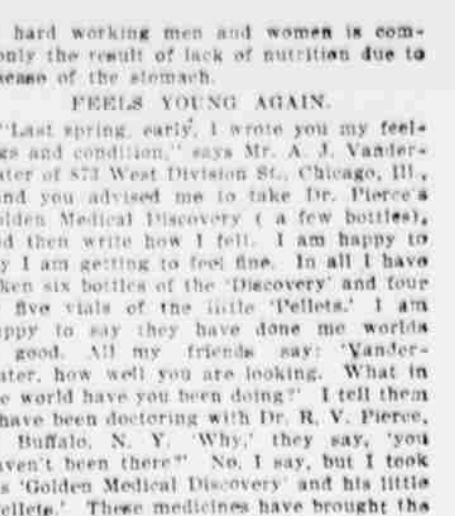 hard working men and women is com-
only the result of lack of nutrition due to
sease of the stomach.
FEELS YOUNG AGAIN.
"Last spring, early, I wrote you my feel-
gs and condition," says Mr. A. J. Vander-
ater of 873 West Division St., Chicago, Ill.,
nd you advised me to take Dr. Pierce's
olden Medical Discovery ( a few bottles),
d then write how I felt. I am happy to
y I am getting to feel fine. In all I have
ken six bottles of the 'Discovery' and four
five vials of the little 'Pellets.' I am
appy to say they have done me worlds
good. All my friends say: 'Vander-
ater, how well you are looking. What in
e world have you been doing?' I tell them
have been doctoring with Dr. R. V. Pierce,
Buffalo, N. Y. 'Why,' they say, 'you
aven't been there?' No, I say, but I took
s 'Golden Medical Discovery' and his little
ellets.' These medicines have brought the